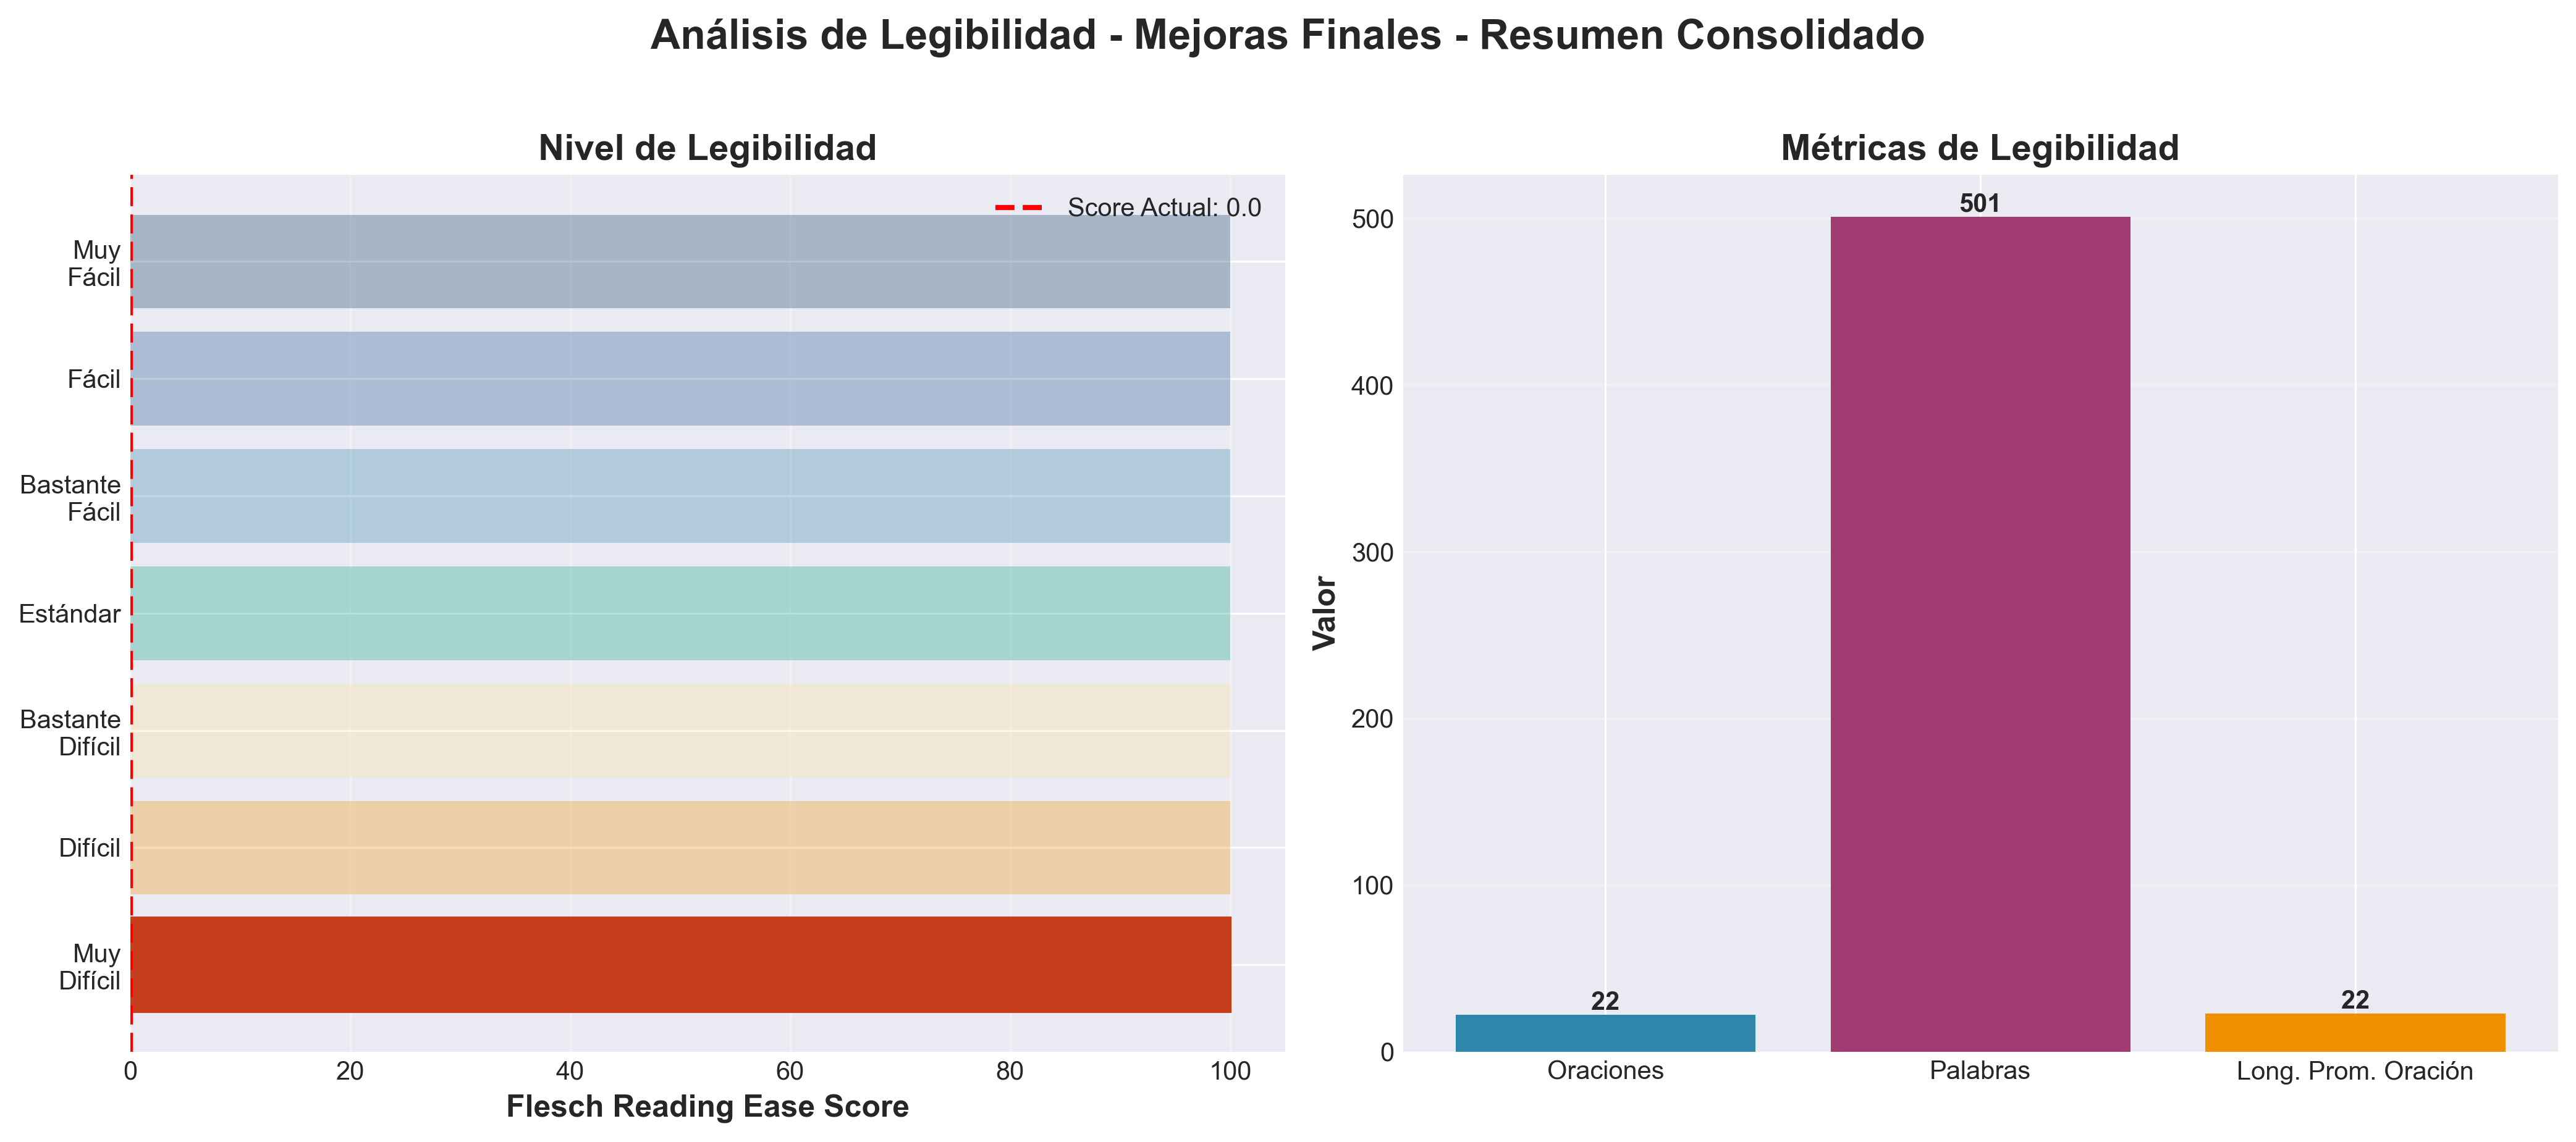 Análisis de Legibilidad - Mejoras Finales - Resumen Consolidado
Nivel de Legibilidad
Score Actual: 0.0
Muy
Fácil
Fácil
Bastante
Fácil
Estándar
Bastante
Difícil
Difícil
Muy
Difícil
0 20 40 60 80 100
Flesch Reading Ease Score
Métricas de Legibilidad
Valor
500
400
300
200
100
0
22
501
22
Oraciones Palabras Long. Prom. Oración